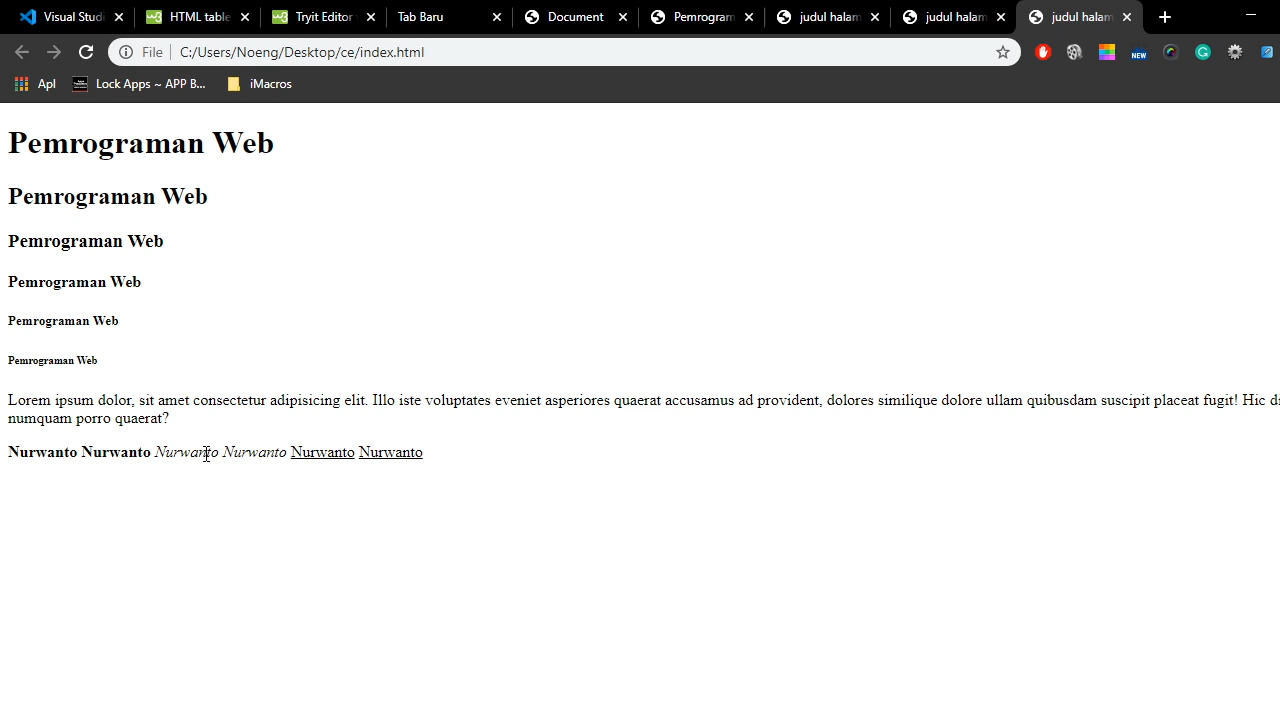 Visual Studi
HTML table
Tryit Editor
Tab Baru
Document
Pemrogram
judul halam
judul halam
judul halam
File
C:/Users/Noeng/Desktop/ce/index.html
NEW
Apl
Lock Apps ~ APP B...
iMacros
Pemrograman Web
Pemrograman Web
Pemrograman Web
Pemrograman Web
Pemrograman Web
Pemrograman Web
Lorem ipsum dolor, sit amet consectetur adipisicing elit. Illo iste voluptates eveniet asperiores quaerat accusamus ad provident, dolores similique dolore ullam quibusdam suscipit placeat fugit! Hic di
numquam porro quaerat?
Nurwanto Nurwanto Nurwanto Nurwanto Nurwanto Nurwanto